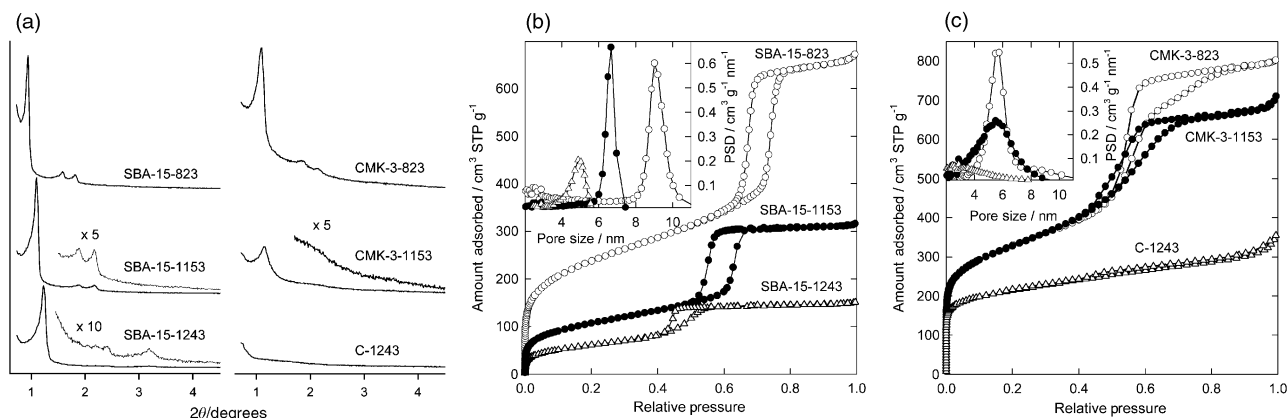 (a)
SBA-15-823
x 5
SBA-15-1153
x 10
SBA-15-1243
CMK-3-823
x 5
CMK-3-1153
C-1243
1 2 3 4 1 2 3 4
2θ/degrees
(b)
SBA-15-823
SBA-15-1153
SBA-15-1243
Amount adsorbed / cm³ STP g⁻¹
0 100 200 300 400 500 600
0.0 0.2 0.4 0.6 0.8 1.0
Relative pressure
PSD / cm³ g⁻¹ nm⁻¹
0.1 0.2 0.3 0.4 0.5 0.6
4 6 8 10
Pore size / nm
(c)
CMK-3-823
CMK-3-1153
C-1243
Amount adsorbed / cm³ STP g⁻¹
0 100 200 300 400 500 600 700 800
0.0 0.2 0.4 0.6 0.8 1.0
Relative pressure
PSD / cm³ g⁻¹ nm⁻¹
0.1 0.2 0.3 0.4 0.5
4 6 8 10
Pore size / nm